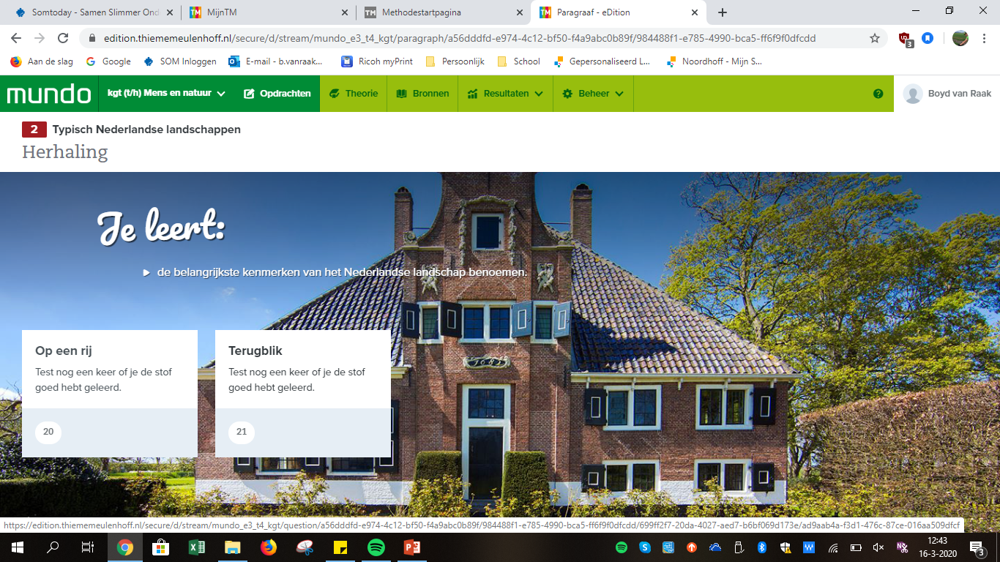 Somtoday - Samen Slimmer Ond
MijnTM
Methodestartpagina
Paragraaf - eDition
edition.thiememeulenhoff.nl/secure/d/stream/mundo_e3_t4_kgt/paragraph/a56dddfd-e974-4c12-bf50-f4a9abc0b89f/984488f1-e785-4990-bca5-ff6f9f0dfcdd
3
Aan de slag
Google
SOM Inloggen
E-mail - b.vanraak...
Ricoh myPrint
Persoonlijk
School
Gepersonaliseerd L...
Noordhoff - Mijn S...
mundo
kgt (t/h) Mens en natuur
Opdrachten
Theorie
Bronnen
Resultaten
Beheer
Boyd van Raak
2 Typisch Nederlandse landschappen
Herhaling
Je leert:
de belangrijkste kenmerken van het Nederlandse landschap benoemen.
Op een rij
Test nog een keer of je de stof
goed hebt geleerd.
20
Terugblik
Test nog een keer of je de stof
goed hebt geleerd.
21
https://edition.thiememeulenhoff.nl/secure/d/stream/mundo_e3_t4_kgt/question/a56dddfd-e974-4c12-bf50-f4a9abc0b89f/984488f1-e785-4990-bca5-ff6f9f0dfcdd/699ff2f7-20da-4027-aed7-b6bf069d173e/ad9aab4a-f3d1-476c-87ce-016aa509dfcf
12:43
16-3-2020
3